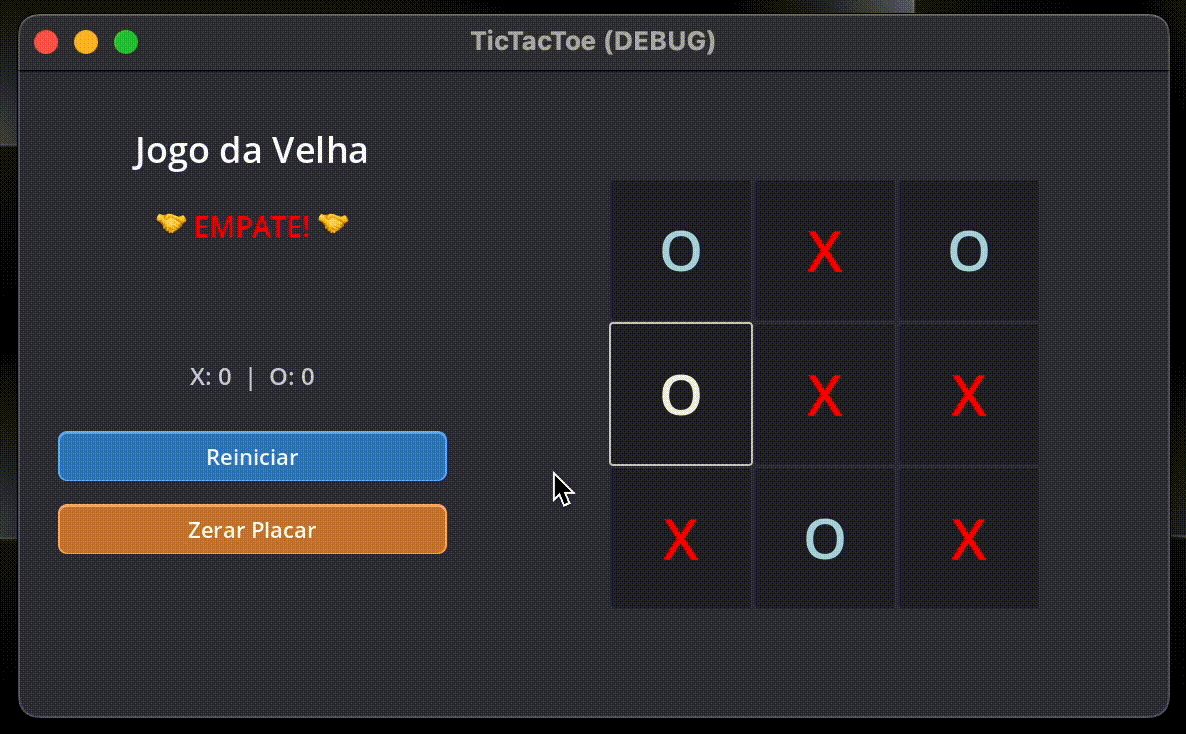 TicTacToe (DEBUG)
Jogo da Velha
🤝 EMPATE! 🤝
X: 0 | O: 0
Reiniciar
Zerar Placar
O X O
O X X
X O X